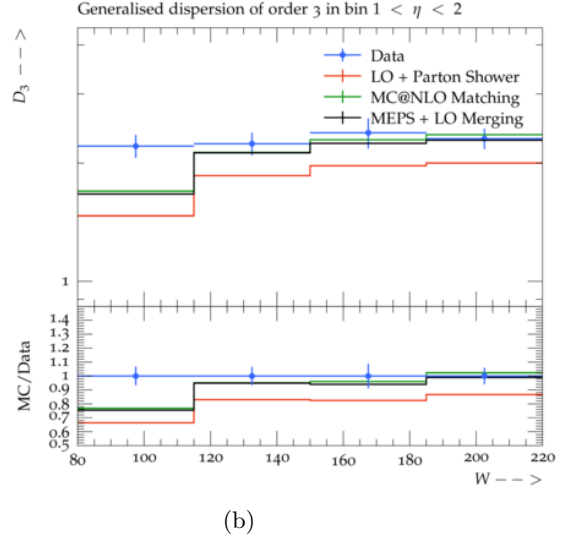 Generalised dispersion of order 3 in bin 1 < η < 2
D₃ −−>
Data
LO + Parton Shower
MC@NLO Matching
MEPS + LO Merging
1
MC/Data
1.4
1.3
1.2
1.1
1
0.9
0.8
0.7
0.6
0.5
80 100 120 140 160 180 200 220
W −−>
(b)